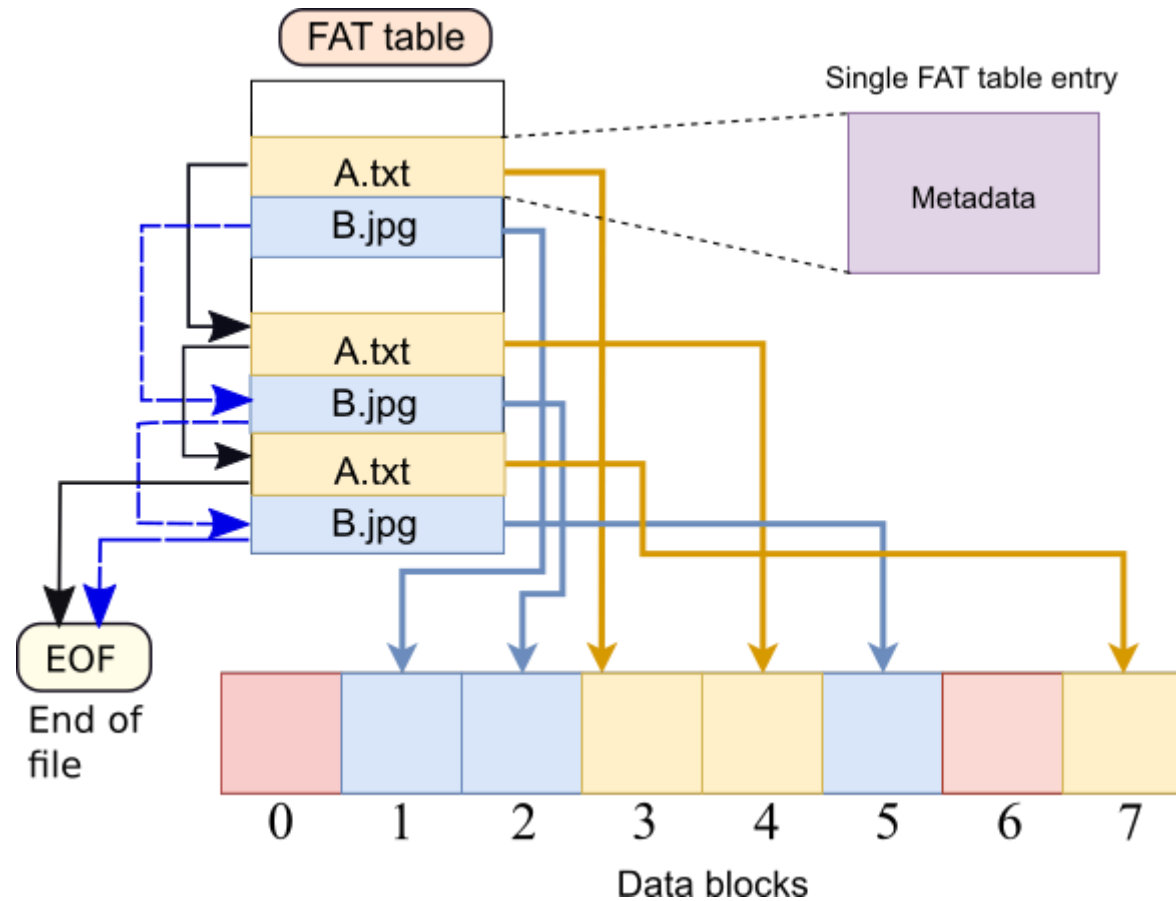 FAT table
Single FAT table entry
A.txt
Metadata
B.jpg
A.txt
B.jpg
A.txt
B.jpg
EOF
End of
file
0 1 2 3 4 5 6 7
Data blocks